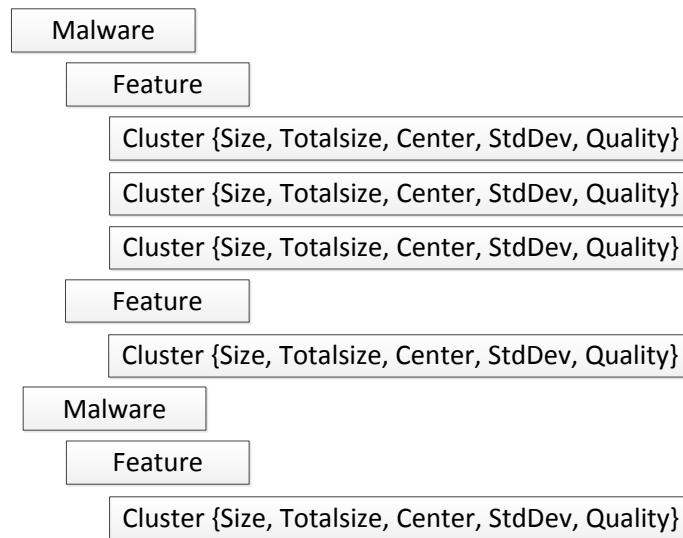 Malware
Feature
Cluster {Size, Totalsize, Center, StdDev, Quality}
Cluster {Size, Totalsize, Center, StdDev, Quality}
Cluster {Size, Totalsize, Center, StdDev, Quality}
Feature
Cluster {Size, Totalsize, Center, StdDev, Quality}
Malware
Feature
Cluster {Size, Totalsize, Center, StdDev, Quality}